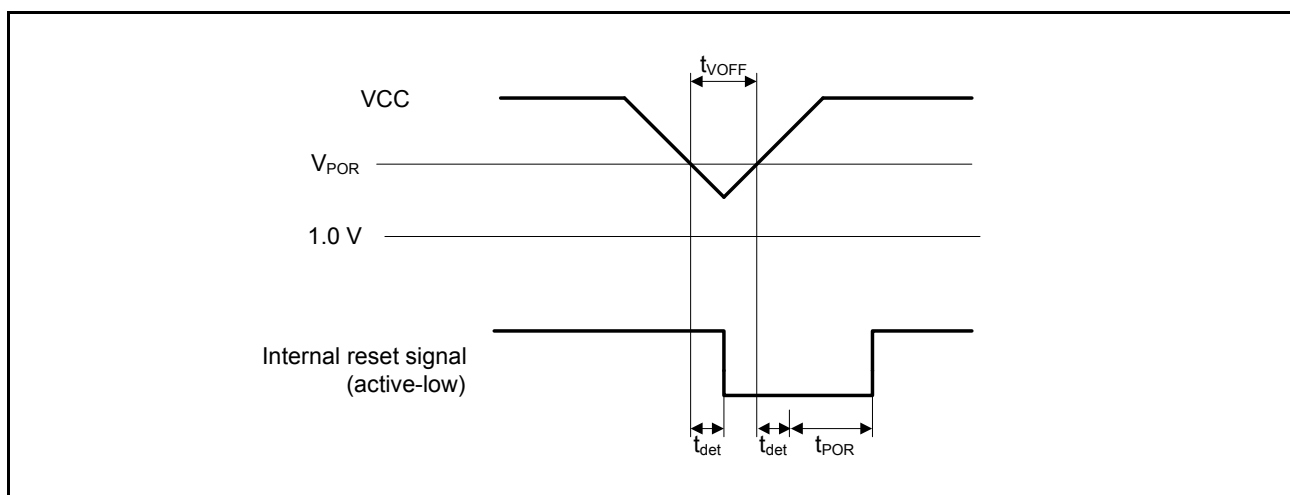 tVOFF
VCC
VPOR
1.0 V
Internal reset signal
(active-low)
tdet
tdet
tPOR